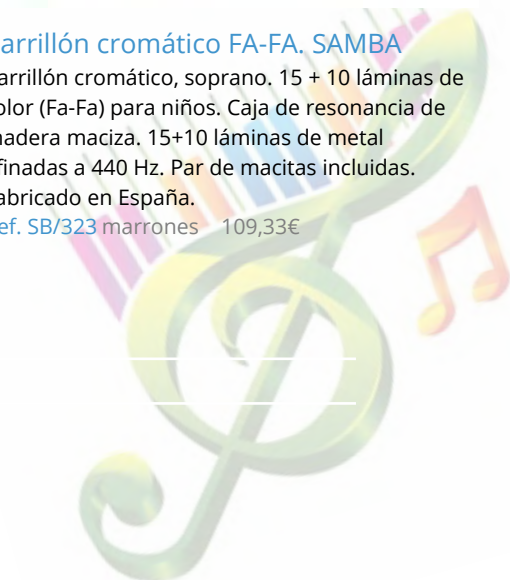 arrillón cromático FA-FA. SAMBA
arrillón cromático, soprano. 15 + 10 láminas de
olor (Fa-Fa) para niños. Caja de resonancia de
nadera maciza. 15+10 láminas de metal
finadas a 440 Hz. Par de macitas incluidas.
abricado en España.
ef. SB/323 marrones 109,33€